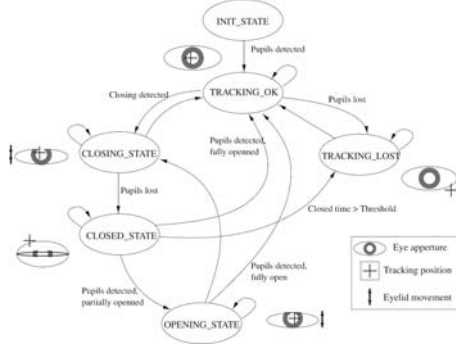 INIT_STATE
Pupils detected
TRACKING_OK
Closing detected
Pupils lost
Pupils detected,
fully openned
CLOSING_STATE
TRACKING_LOST
Pupils lost
Closed time > Threshold
CLOSED_STATE
Eye apperture
Tracking position
Eyelid movement
Pupils detected,
partially openned
Pupils detected,
fully open
OPENING_STATE